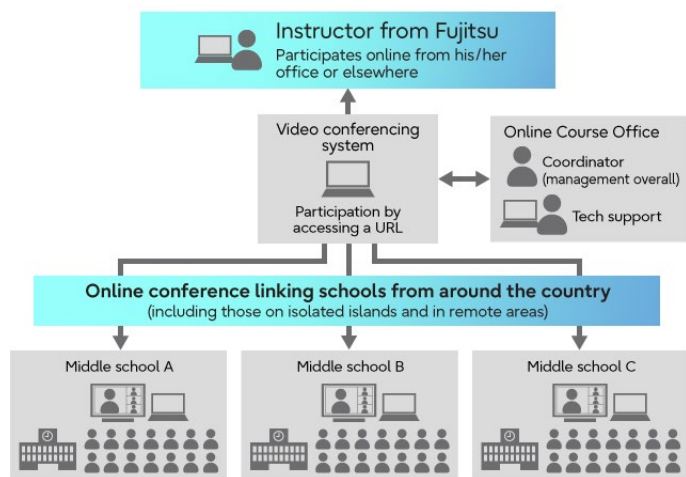 Instructor from Fujitsu
Participates online from his/her
office or elsewhere
Video conferencing
system
Participation by
accessing a URL
Online Course Office
Coordinator
(management overall)
Tech support
Online conference linking schools from around the country
(including those on isolated islands and in remote areas)
Middle school A
Middle school B
Middle school C